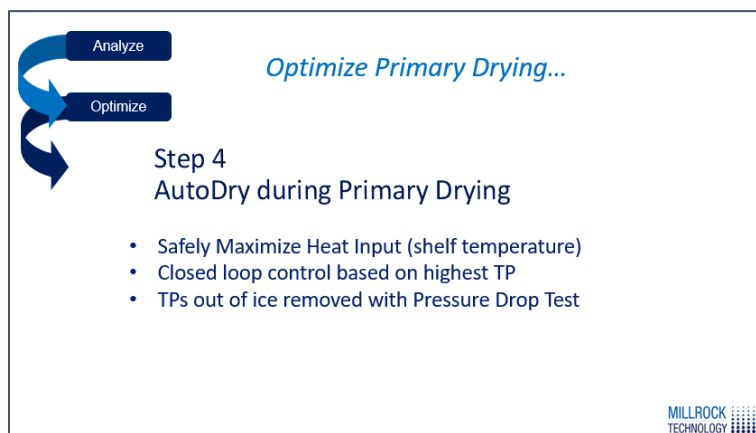 Analyze
Optimize Primary Drying...
Optimize
Step 4
AutoDry during Primary Drying
• Safely Maximize Heat Input (shelf temperature)
• Closed loop control based on highest TP
• TPs out of ice removed with Pressure Drop Test
MILLROCK
TECHNOLOGY